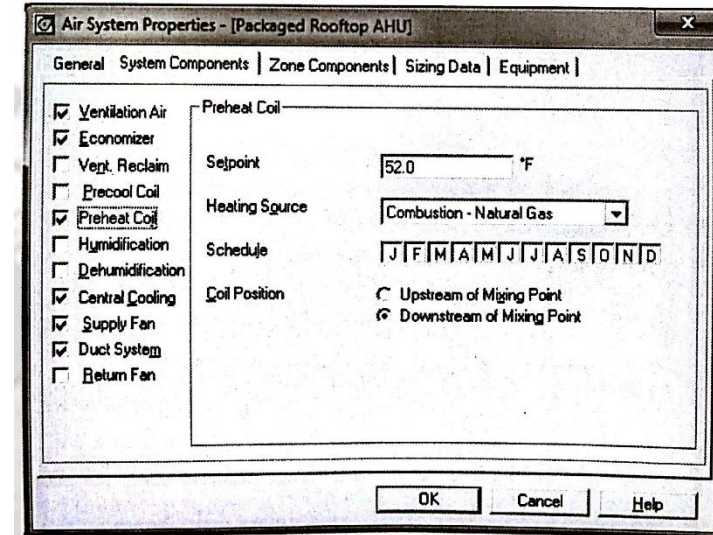 Air System Properties - [Packaged Rooftop AHU]
General System Components Zone Components Sizing Data Equipment
Ventilation Air
Economizer
Vent. Reclaim
Precool Coil
Preheat Coil
Humidification
Dehumidification
Central Cooling
Supply Fan
Duct System
Return Fan
Preheat Coil
Setpoint 52.0 °F
Heating Source Combustion - Natural Gas
Schedule J F M A M J J A S O N D
Coil Position Upstream of Mixing Point
Downstream of Mixing Point
OK Cancel Help